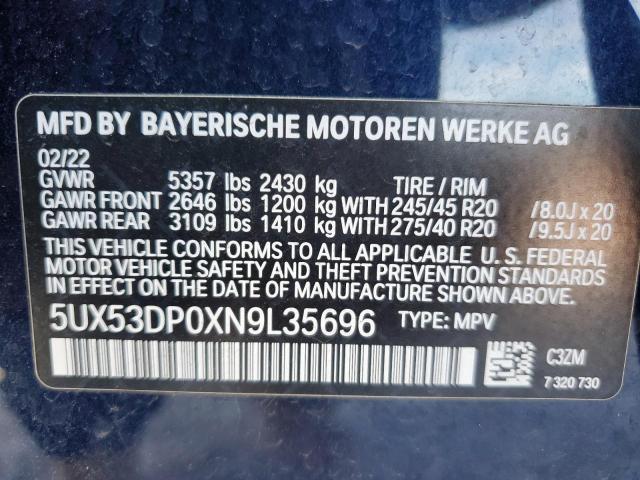 MFD BY BAYERISCHE MOTOREN WERKE AG
02/22
GVWR 5357 lbs 2430 kg TIRE / RIM
GAWR FRONT 2646 lbs 1200 kg WITH 245/45 R20 /8.0J x 20
GAWR REAR 3109 lbs 1410 kg WITH 275/40 R20 /9.5J x 20
THIS VEHICLE CONFORMS TO ALL APPLICABLE U. S. FEDERAL
MOTOR VEHICLE SAFETY AND THEFT PREVENTION STANDARDS
IN EFFECT ON THE DATE OF MANUFACTURE SHOWN ABOVE.
5UX53DP0XN9L35696 TYPE: MPV
C3ZM
7 320 730